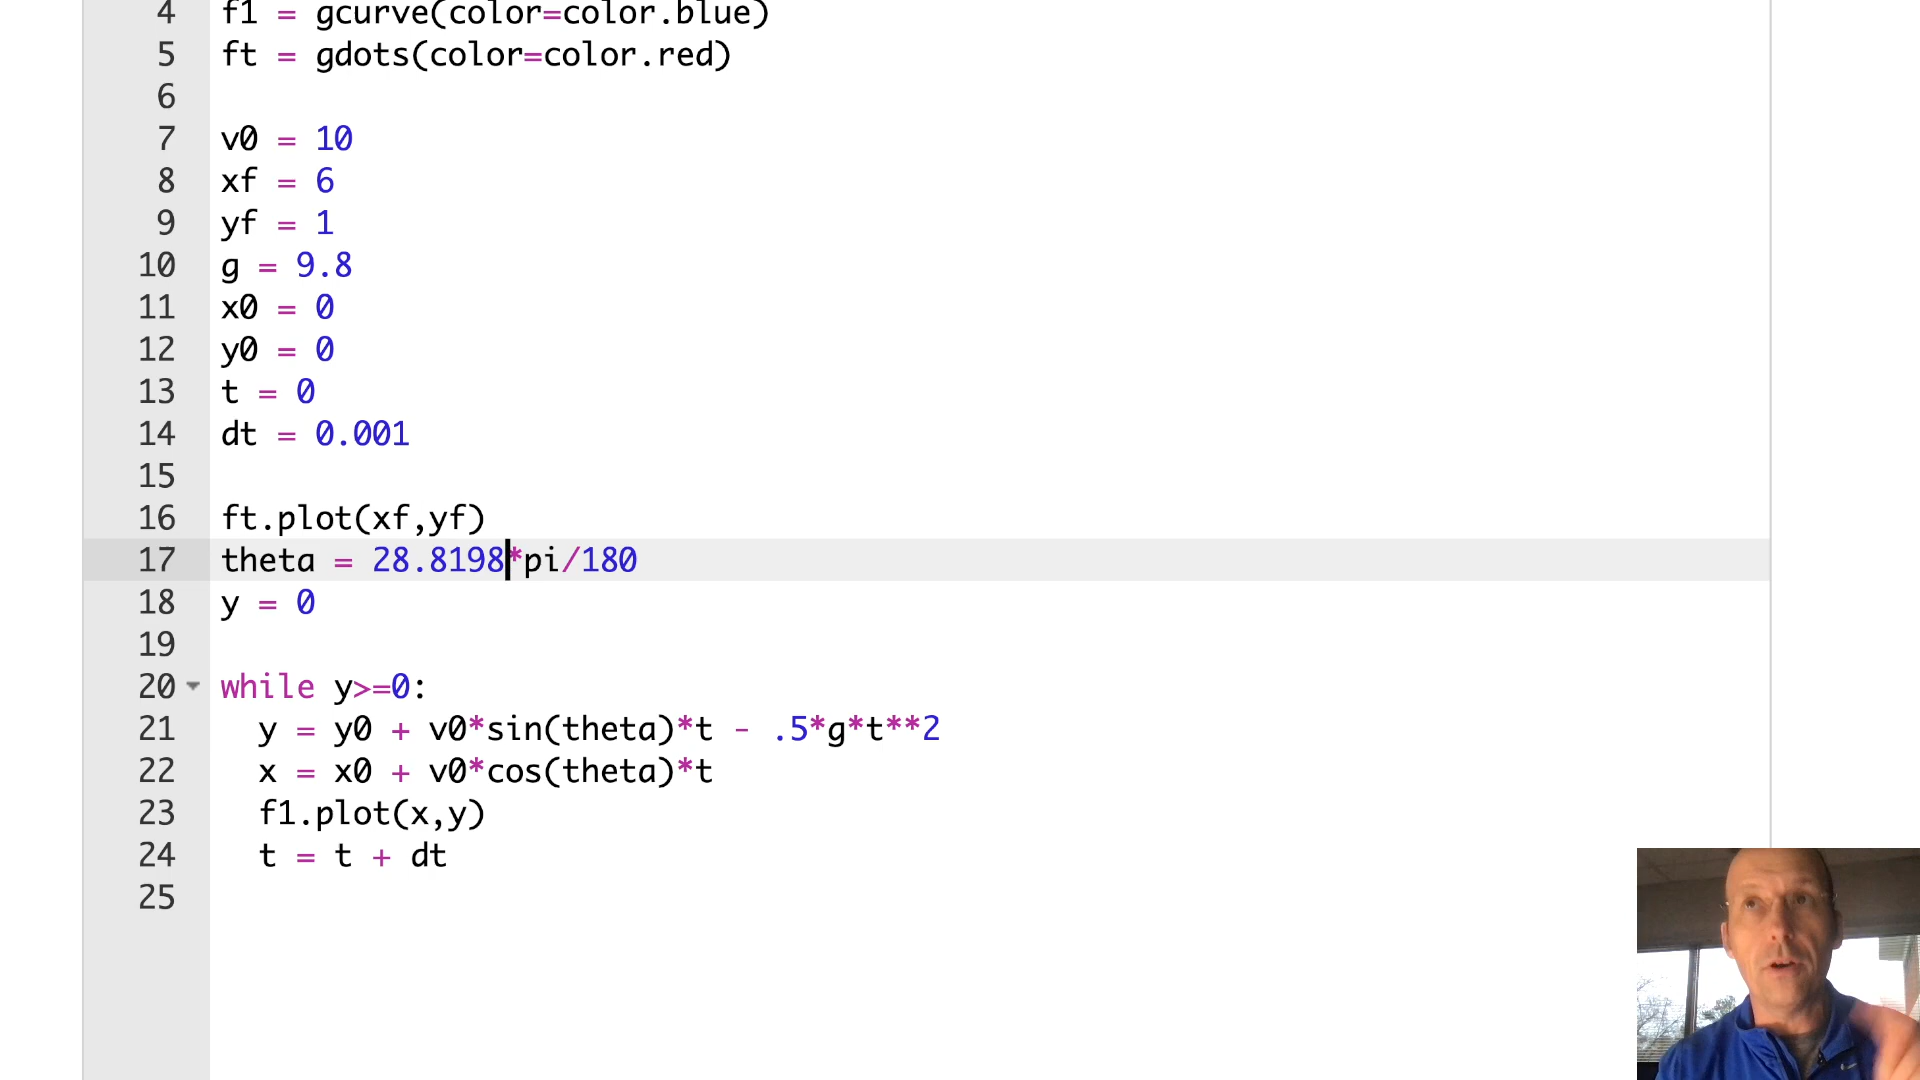 4 f1 = gcurve(color=color.blue)
5 ft = gdots(color=color.red)
6
7 v0 = 10
8 xf = 6
9 yf = 1
10 g = 9.8
11 x0 = 0
12 y0 = 0
13 t = 0
14 dt = 0.001
15
16 ft.plot(xf,yf)
17 theta = 28.8198*pi/180
18 y = 0
19
20 while y>=0:
21 y = y0 + v0*sin(theta)*t - .5*g*t**2
22 x = x0 + v0*cos(theta)*t
23 f1.plot(x,y)
24 t = t + dt
25